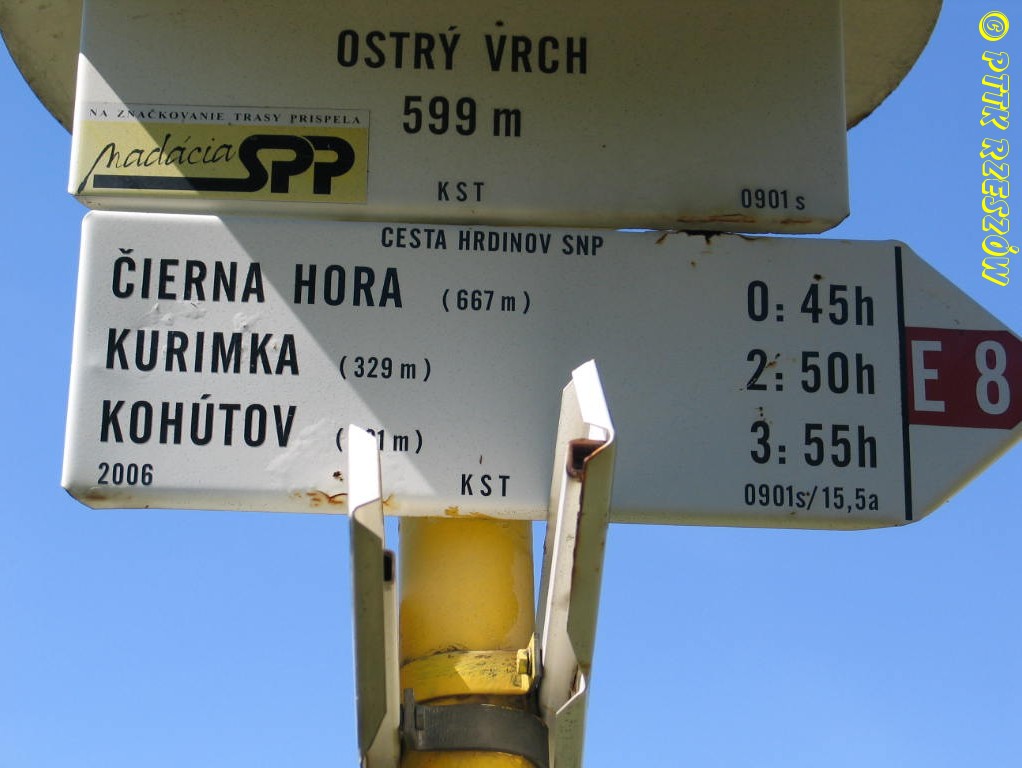 OSTRÝ VRCH
599 m
NA ZNAČKOVANIE TRASY PRISPELA
Nadácia SPP
KST 0901 s
CESTA HRDINOV SNP
ČIERNA HORA (667 m) 0: 45h
KURIMKA (329 m) 2: 50h
KOHÚTOV m) 3: 55h
2006 KST 0901s/15,5a
E 8
© PTTK RZESZÓW